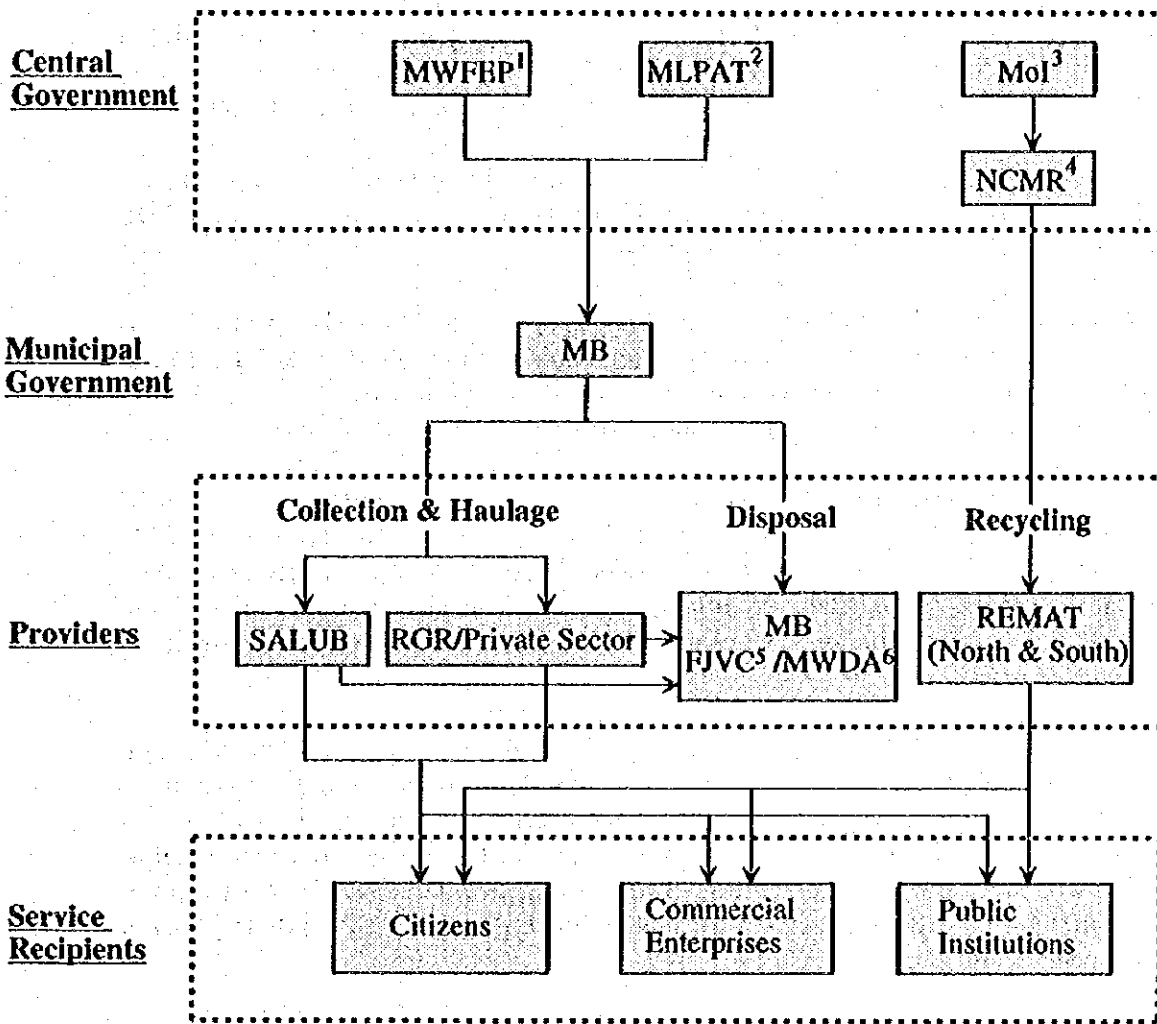 Central
Government
MWFEP¹
MLPAT²
MoI³
NCMR⁴
Municipal
Government
MB
Collection & Haulage
Disposal
Recycling
Providers
SALUB
RGR/Private Sector
MB
FJVC⁵ /MWDA⁶
REMAT
(North & South)
Service
Recipients
Citizens
Commercial
Enterprises
Public
Institutions